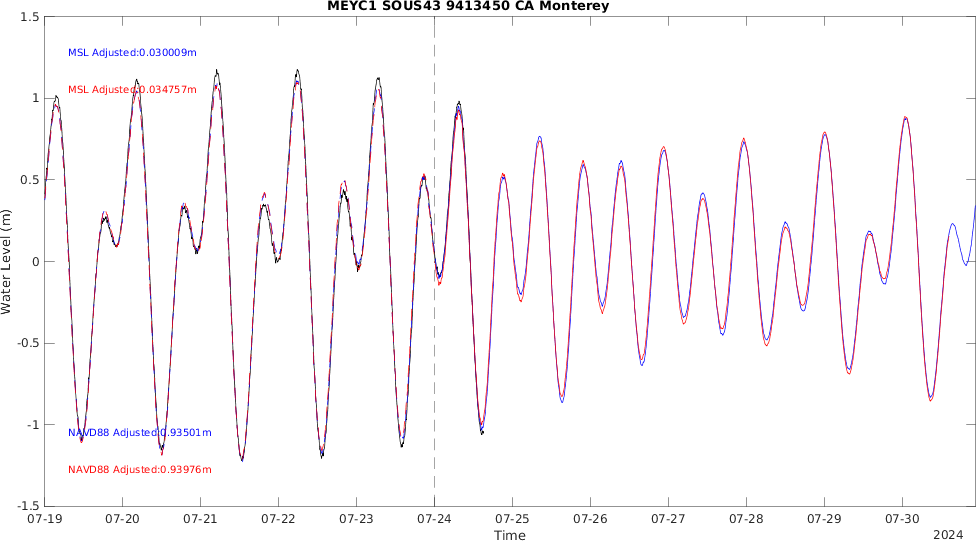 MEYC1 SOUS43 9413450 CA Monterey
1.5
MSL Adjusted:0.030009m
MSL Adjusted:0.034757m
1
0.5
Water Level (m)
0
-0.5
-1
NAVD88 Adjusted:0.93501m
NAVD88 Adjusted:0.93976m
-1.5
07-19 07-20 07-21 07-22 07-23 07-24 07-25 07-26 07-27 07-28 07-29 07-30
Time
2024